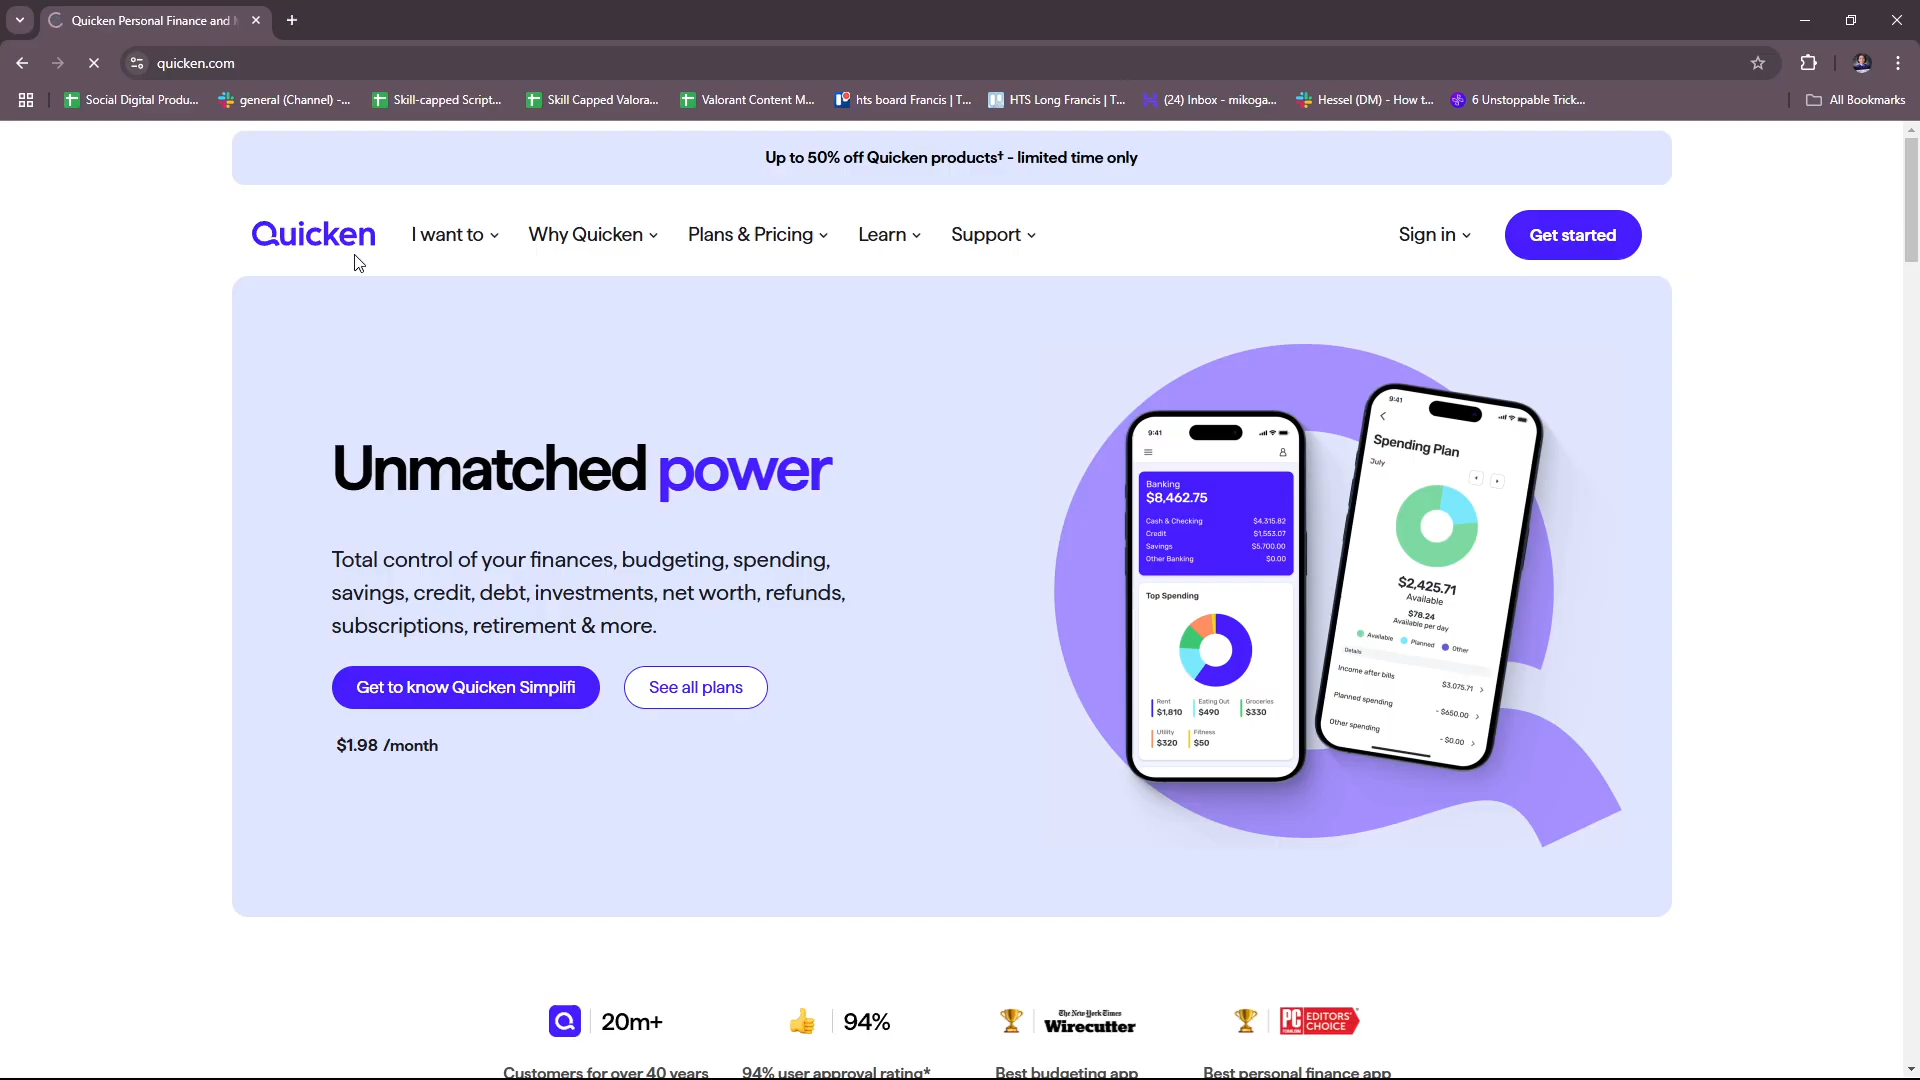 Quicken Personal Finance and
quicken.com
Social Digital Produ...
general (Channel) -...
Skill-capped Script...
Skill Capped Valora...
Valorant Content M...
hts board Francis | T...
HTS Long Francis | T...
(24) Inbox - mikoga...
Hessel (DM) - How t...
6 Unstoppable Trick...
All Bookmarks
Up to 50% off Quicken products† - limited time only
Quicken
I want to
Why Quicken
Plans & Pricing
Learn
Support
Sign in
Get started
Unmatched power
Total control of your finances, budgeting, spending,
savings, credit, debt, investments, net worth, refunds,
subscriptions, retirement & more.
Get to know Quicken Simplifi
See all plans
$1.98 /month
9:41
Banking
$8,462.75
Cash & Checking $4,315.82
Credit $1,553.07
Savings $5,700.00
Other Banking $0.00
Top Spending
Rent
$1,810
Eating Out
$490
Groceries
$330
Utility
$320
Fitness
$50
9:41
Spending Plan
July
$2,425.71
Available
$78.24
Available per day
Available Planned Other
Details
Income after bills $3,075.71
Planned spending - $650.00
Other spending - $0.00
20m+
Customers for over 40 years
94%
94% user approval rating*
The New York Times
Wirecutter
Best budgeting app
PC
EDITORS'
CHOICE
Best personal finance app